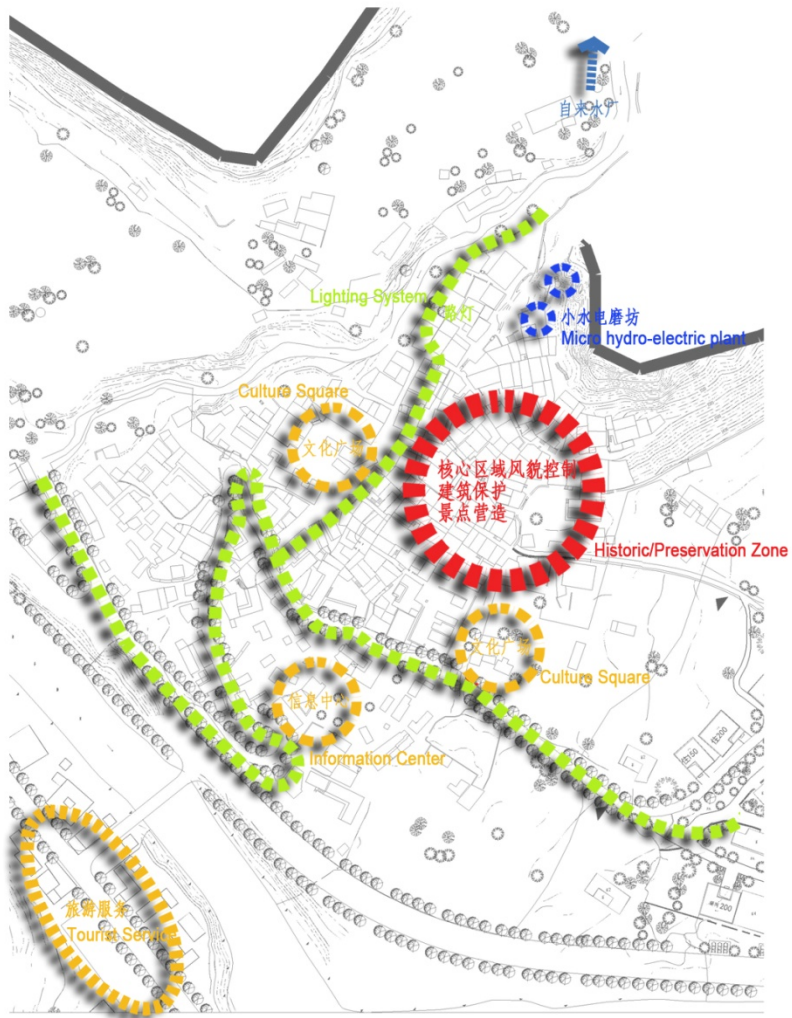 自来水厂
Lighting System
路灯
小水电磨坊
Micro hydro-electric plant
Culture Square
文化广场
核心区域风貌控制
建筑保护
景点营造
Historic/Preservation Zone
文化广场
Culture Square
信息中心
Information Center
旅游服务
Tourist Service